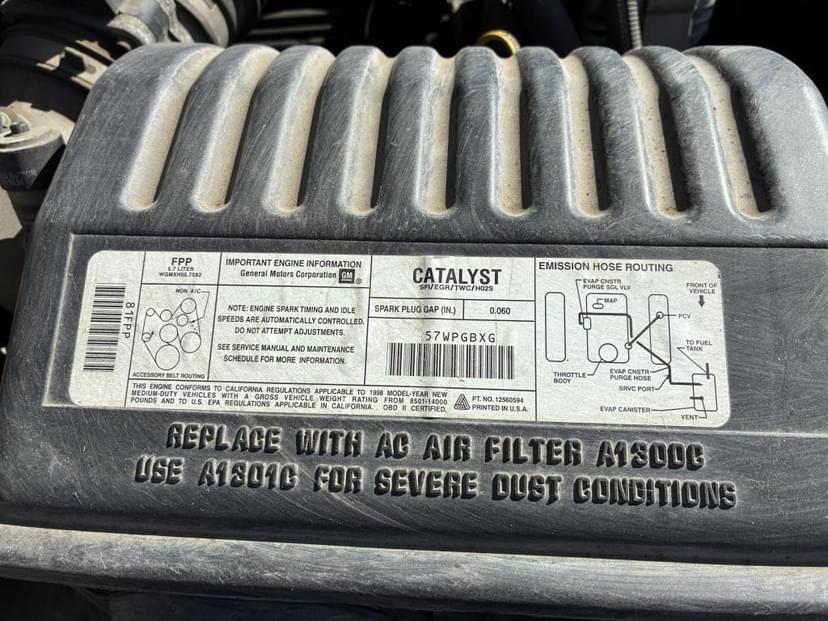 81FPP
FPP
5.7 LITER
WGMXH05.7582
NON A/C
ACCESSORY BELT ROUTING
IMPORTANT ENGINE INFORMATION
General Motors Corporation GM ®
NOTE: ENGINE SPARK TIMING AND IDLE
SPEEDS ARE AUTOMATICALLY CONTROLLED.
DO NOT ATTEMPT ADJUSTMENTS.
SEE SERVICE MANUAL AND MAINTENANCE
SCHEDULE FOR MORE INFORMATION.
CATALYST
SFI/EGR/TWC/HO2S
SPARK PLUG GAP (IN.) 0.060
57WPGBXG
EMISSION HOSE ROUTING
EVAP CNSTR
PURGE SOL VLV
MAP
FRONT OF
VEHICLE
PCV
TO FUEL
TANK
THROTTLE
BODY
EVAP CNSTR
PURGE HOSE
SRVC PORT
EVAP CANISTER
VENT
THIS ENGINE CONFORMS TO CALIFORNIA REGULATIONS APPLICABLE TO 1998 MODEL-YEAR NEW
MEDIUM-DUTY VEHICLES WITH A GROSS VEHICLE WEIGHT RATING FROM 8501-14000
POUNDS AND TO U.S. EPA REGULATIONS APPLICABLE IN CALIFORNIA. OBD II CERTIFIED.
PT. NO. 12560594
PRINTED IN U.S.A.
REPLACE WITH AC AIR FILTER A1300C
USE A1301C FOR SEVERE DUST CONDITIONS